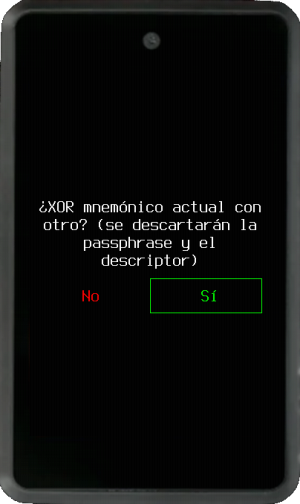 ¿XOR mnemónico actual con
otro? (se descartarán la
passphrase y el
descriptor)
No
Sí